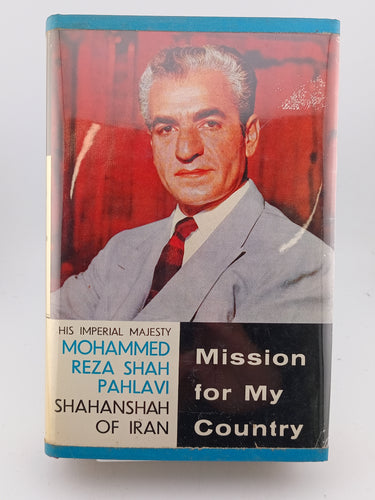 HIS IMPERIAL MAJESTY
MOHAMMED
REZA SHAH
PAHLAVI
SHAHANSHAH
OF IRAN
Mission
for My
Country